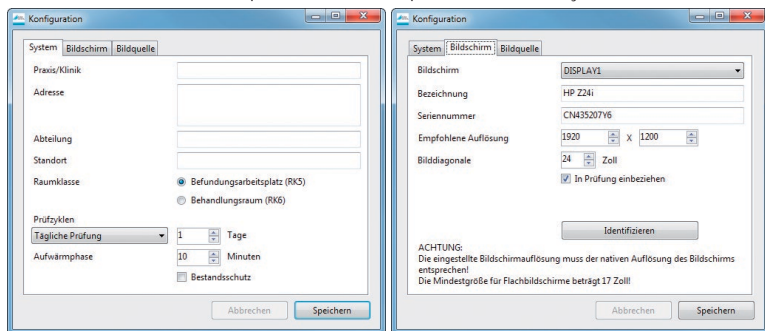 Konfiguration
System Bildschirm Bildquelle
Praxis/Klinik
Adresse
Abteilung
Standort
Raumklasse Befundungsarbeitsplatz (RK5)
Behandlungsraum (RK6)
Prüfzyklen
Tägliche Prüfung 1 Tage
Aufwärmphase 10 Minuten
Bestandsschutz
Abbrechen Speichern
Konfiguration
System Bildschirm Bildquelle
Bildschirm DISPLAY1
Bezeichnung HP Z24i
Seriennummer CN435207Y6
Empfohlene Auflösung 1920 X 1200
Bilddiagonale 24 Zoll
In Prüfung einbeziehen
Identifizieren
ACHTUNG:
Die eingestellte Bildschirmauflösung muss der nativen Auflösung des Bildschirms
entsprechen!
Die Mindestgröße für Flachbildschirme beträgt 17 Zoll!
Abbrechen Speichern